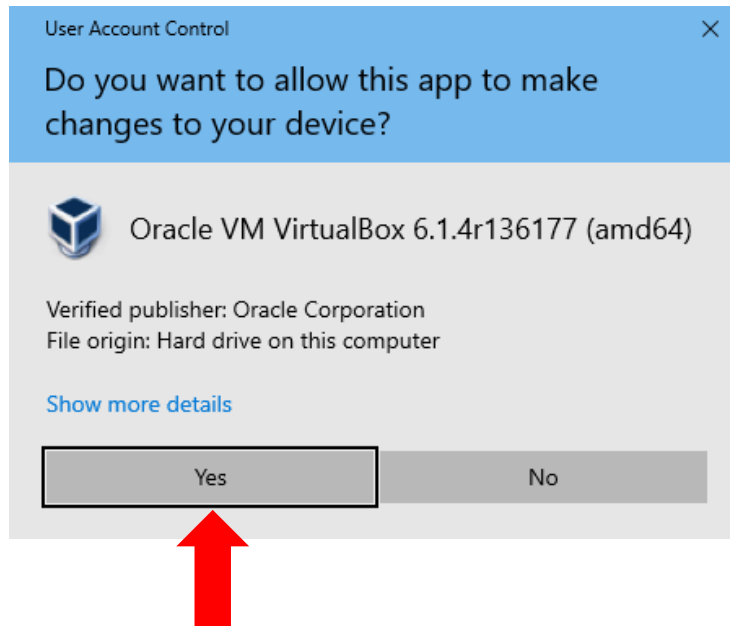 User Account Control
Do you want to allow this app to make
changes to your device?
Oracle VM VirtualBox 6.1.4r136177 (amd64)
Verified publisher: Oracle Corporation
File origin: Hard drive on this computer
Show more details
Yes
No